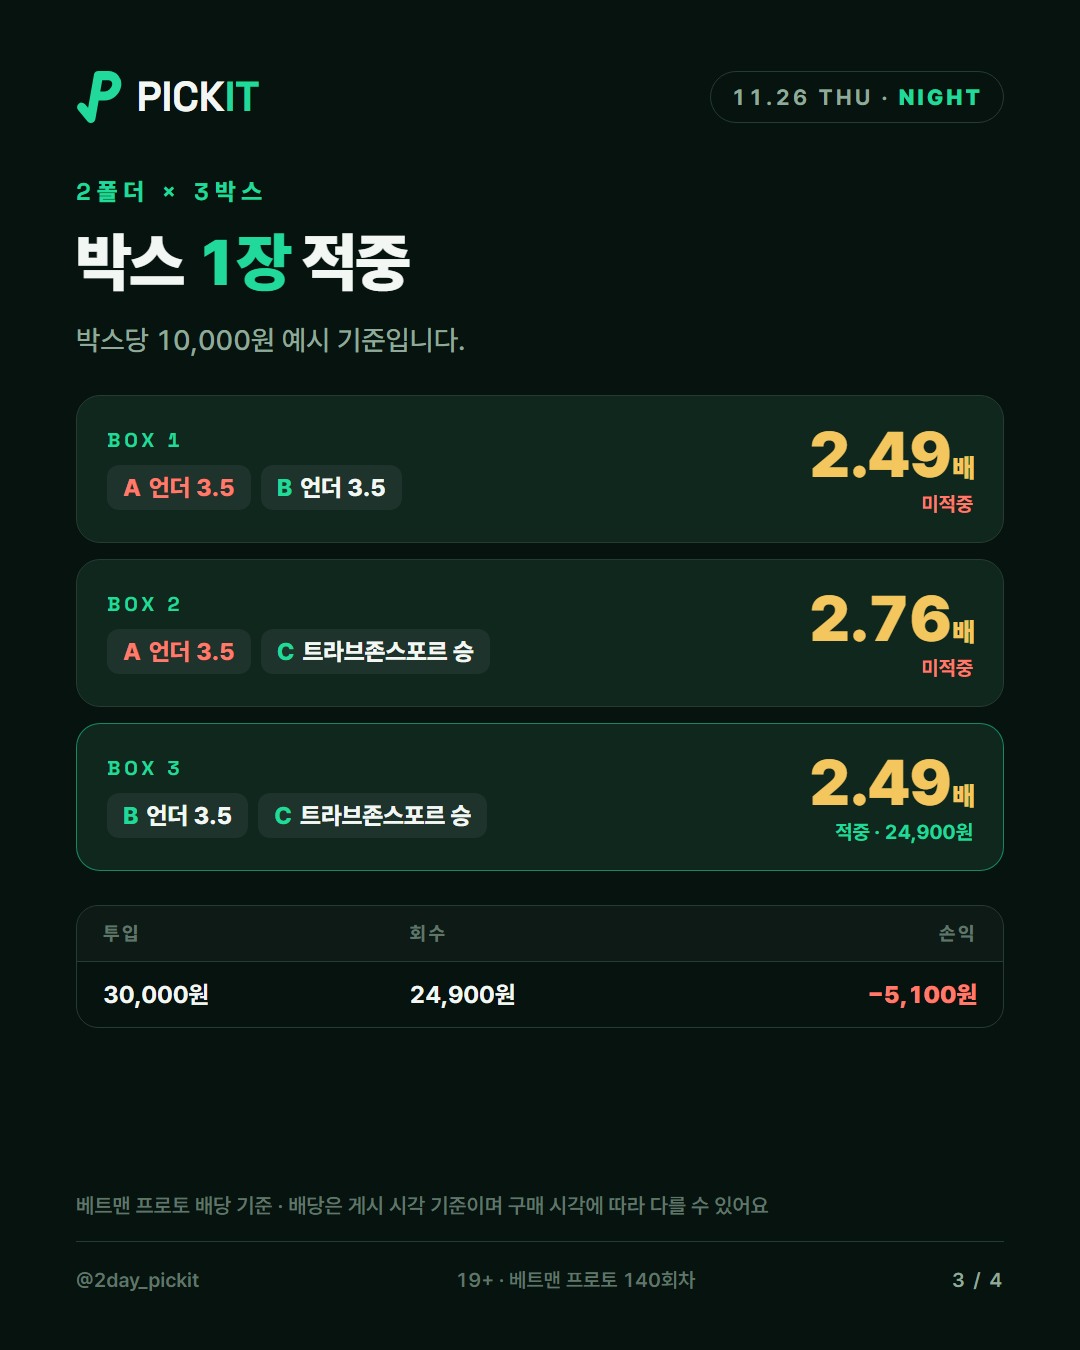 PICKIT
11.26 THU · NIGHT
2폴더 × 3박스
박스 1장 적중
박스당 10,000원 예시 기준입니다.
BOX 1
A 언더 3.5 B 언더 3.5
2.49배
미적중
BOX 2
A 언더 3.5 C 트라브존스포르 승
2.76배
미적중
BOX 3
B 언더 3.5 C 트라브존스포르 승
2.49배
적중 · 24,900원
투입 회수 손익
30,000원 24,900원 −5,100원
베트맨 프로토 배당 기준 · 배당은 게시 시각 기준이며 구매 시각에 따라 다를 수 있어요
@2day_pickit 19+ · 베트맨 프로토 140회차 3 / 4